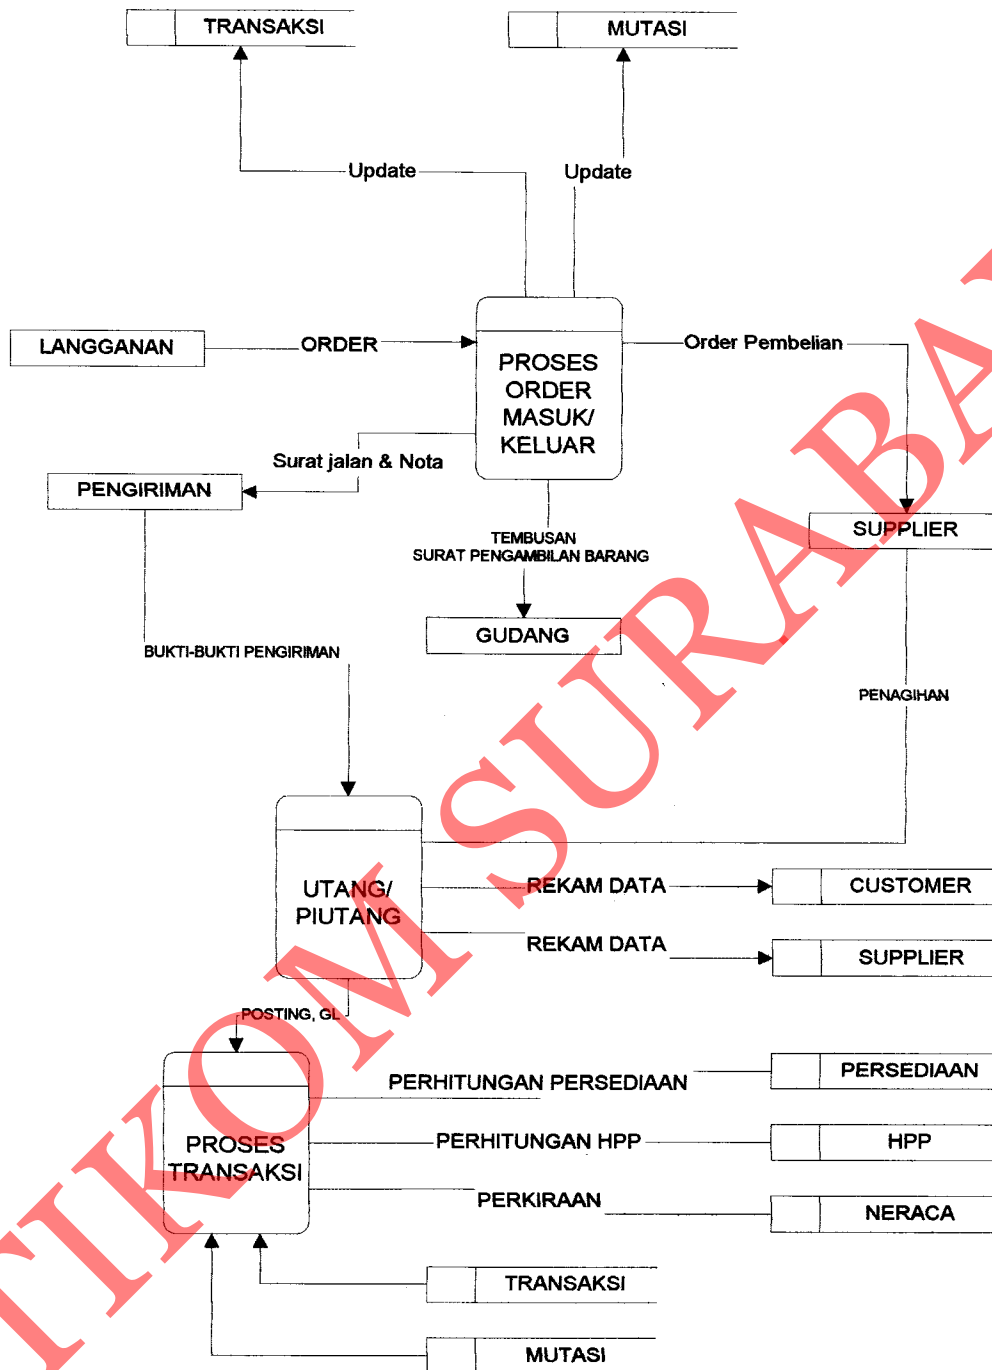 TRANSAKSI
MUTASI
Update
Update
LANGGANAN
ORDER
PROSES
ORDER
MASUK/
KELUAR
Order Pembelian
Surat jalan & Nota
PENGIRIMAN
SUPPLIER
TEMBUSAN
SURAT PENGAMBILAN BARANG
GUDANG
BUKTI-BUKTI PENGIRIMAN
PENAGIHAN
UTANG/
PIUTANG
REKAM DATA
CUSTOMER
REKAM DATA
SUPPLIER
POSTING, GL
PERHITUNGAN PERSEDIAAN
PERSEDIAAN
PROSES
TRANSAKSI
PERHITUNGAN HPP
HPP
PERKIRAAN
NERACA
TRANSAKSI
MUTASI
TIKOM SURABA